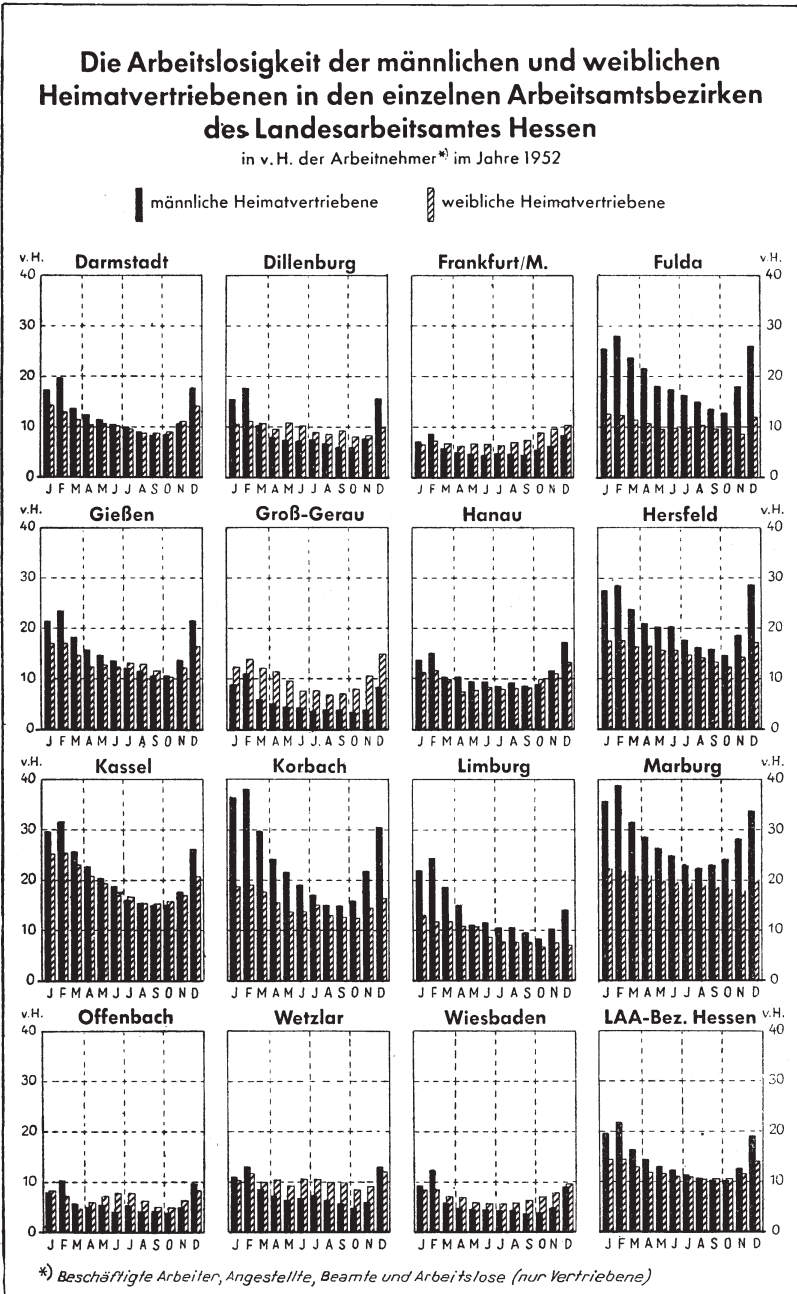 Die Arbeitslosigkeit der männlichen und weiblichen
Heimatvertriebenen in den einzelnen Arbeitsamtsbezirken
des Landesarbeitsamtes Hessen
in v.H. der Arbeitnehmer*) im Jahre 1952
männliche Heimatvertriebene weibliche Heimatvertriebene
v.H. Darmstadt Dillenburg Frankfurt/M. Fulda v.H.
40 40
30 30
20 20
10 10
0 0
J F M A M J J A S O N D J F M A M J J A S O N D J F M A M J J A S O N D J F M A M J J A S O N D
v.H. Gießen Groß-Gerau Hanau Hersfeld v.H.
40 40
30 30
20 20
10 10
0 0
J F M A M J J A S O N D J F M A M J J A S O N D J F M A M J J A S O N D J F M A M J J A S O N D
v.H. Kassel Korbach Limburg Marburg v.H.
40 40
30 30
20 20
10 10
0 0
J F M A M J J A S O N D J F M A M J J A S O N D J F M A M J J A S O N D J F M A M J J A S O N D
v.H. Offenbach Wetzlar Wiesbaden LAA-Bez. Hessen v.H.
40 40
30 30
20 20
10 10
0 0
J F M A M J J A S O N D J F M A M J J A S O N D J F M A M J J A S O N D J F M A M J J A S O N D
*) Beschäftigte Arbeiter, Angestellte, Beamte und Arbeitslose (nur Vertriebene)